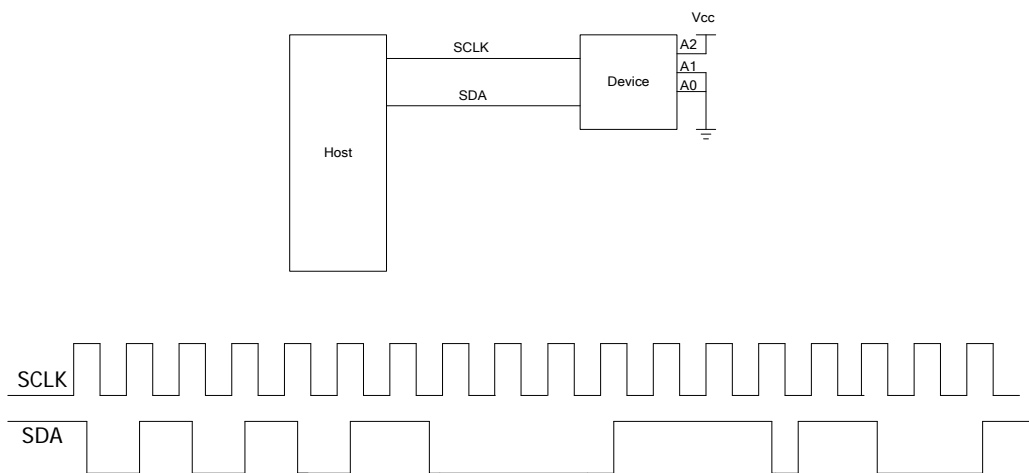 Vcc
SCLK
A2
A1
Device
A0
SDA
Host
SCLK
SDA